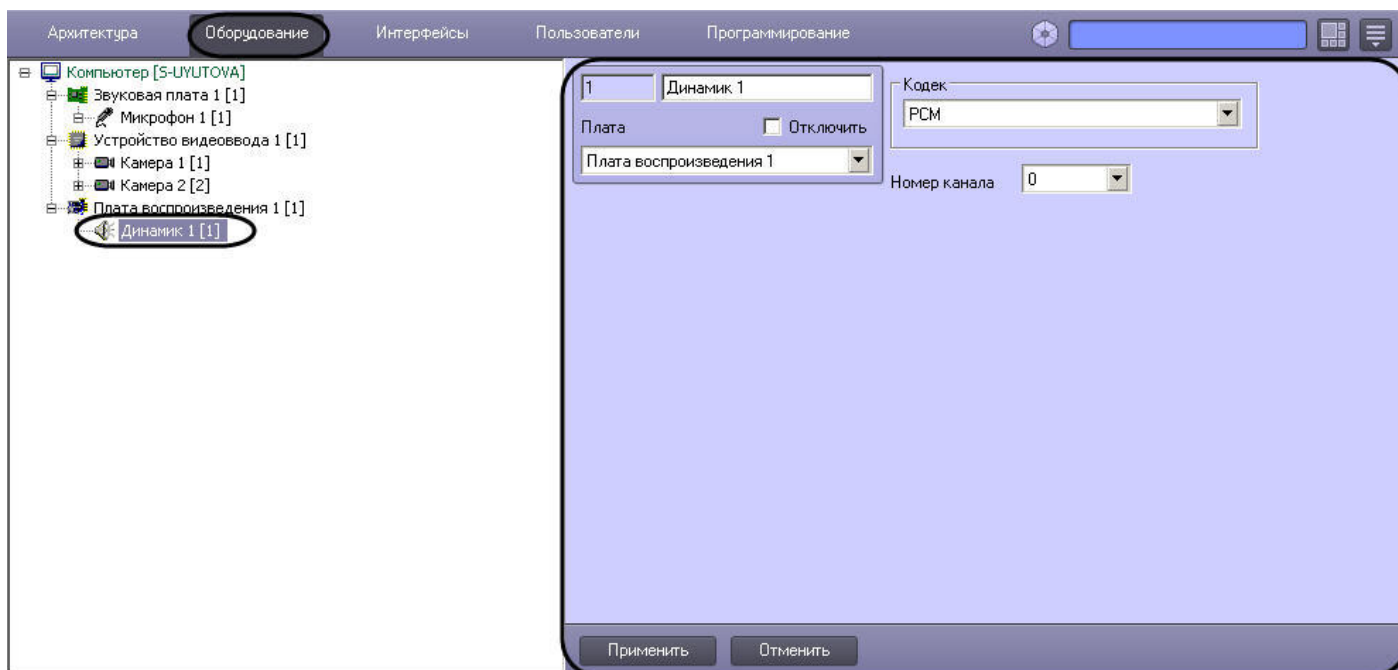 Архитектура Оборудование Интерфейсы Пользователи Программирование
Компьютер [S-UYUTOVA]
Звуковая плата 1 [1]
Микрофон 1 [1]
Устройство видеоввода 1 [1]
Камера 1 [1]
Камера 2 [2]
Плата воспроизведения 1 [1]
Динамик 1 [1]
1 Динамик 1
Плата Отключить
Плата воспроизведения 1
Кодек
PCM
Номер канала 0
Применить Отменить